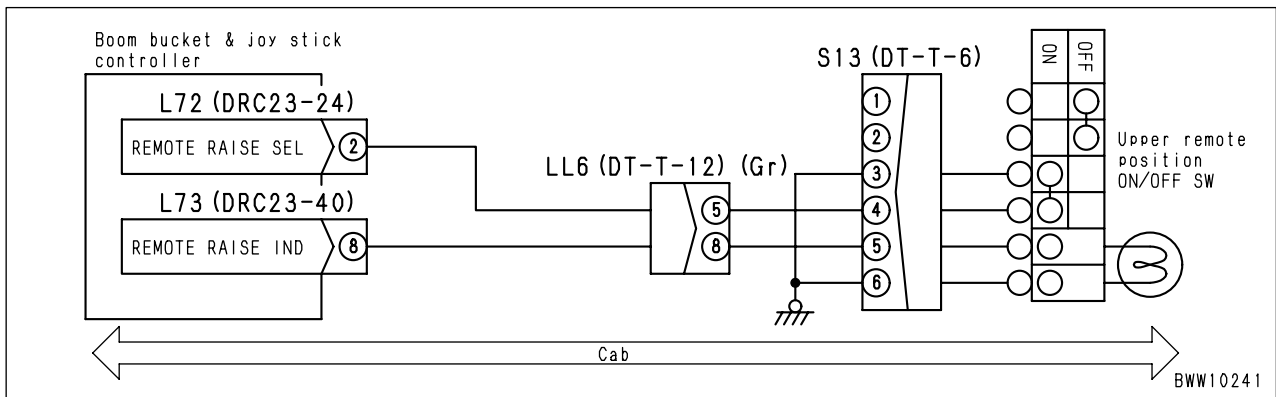 Boom bucket & joy stick
controller
L72 (DRC23-24)
REMOTE RAISE SEL
2
L73 (DRC23-40)
REMOTE RAISE IND
8
LL6 (DT-T-12) (Gr)
5
8
S13 (DT-T-6)
1
2
3
4
5
6
ON
OFF
Upper remote
position
ON/OFF SW
Cab
BWW10241